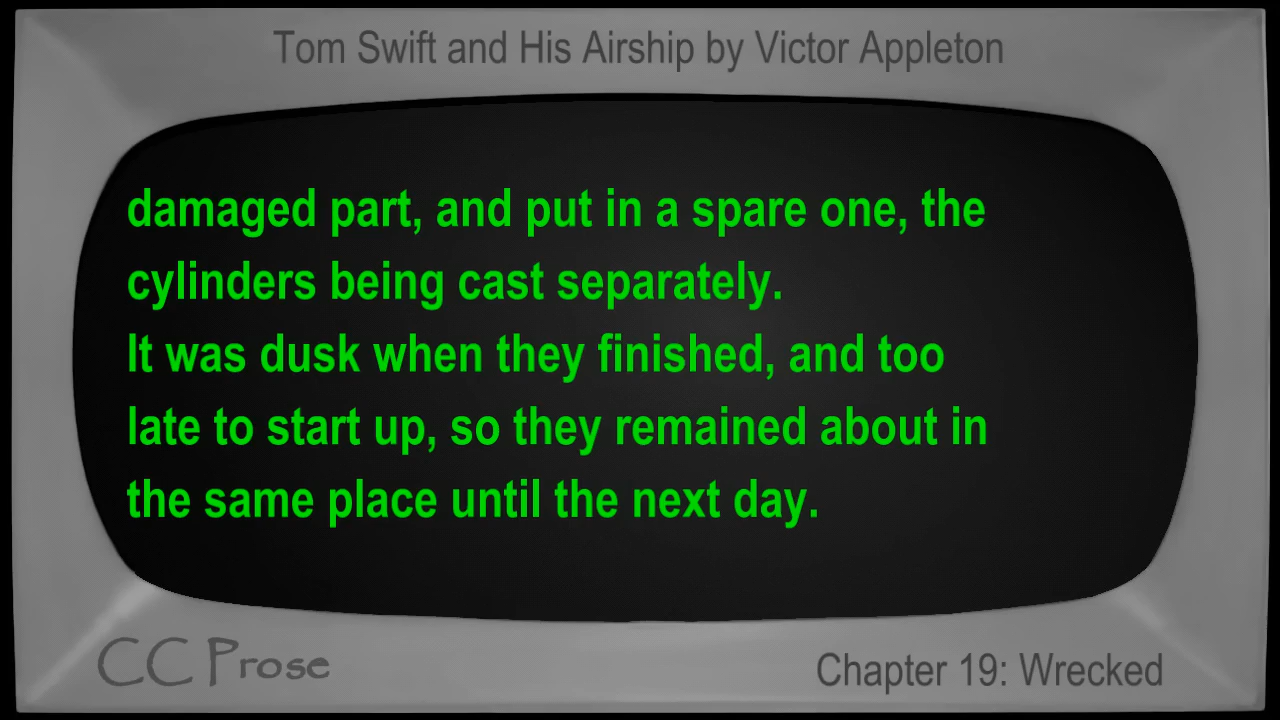 Tom Swift and His Airship by Victor Appleton
damaged part, and put in a spare one, the
cylinders being cast separately.
It was dusk when they finished, and too
late to start up, so they remained about in
the same place until the next day.
CC Prose
Chapter 19: Wrecked